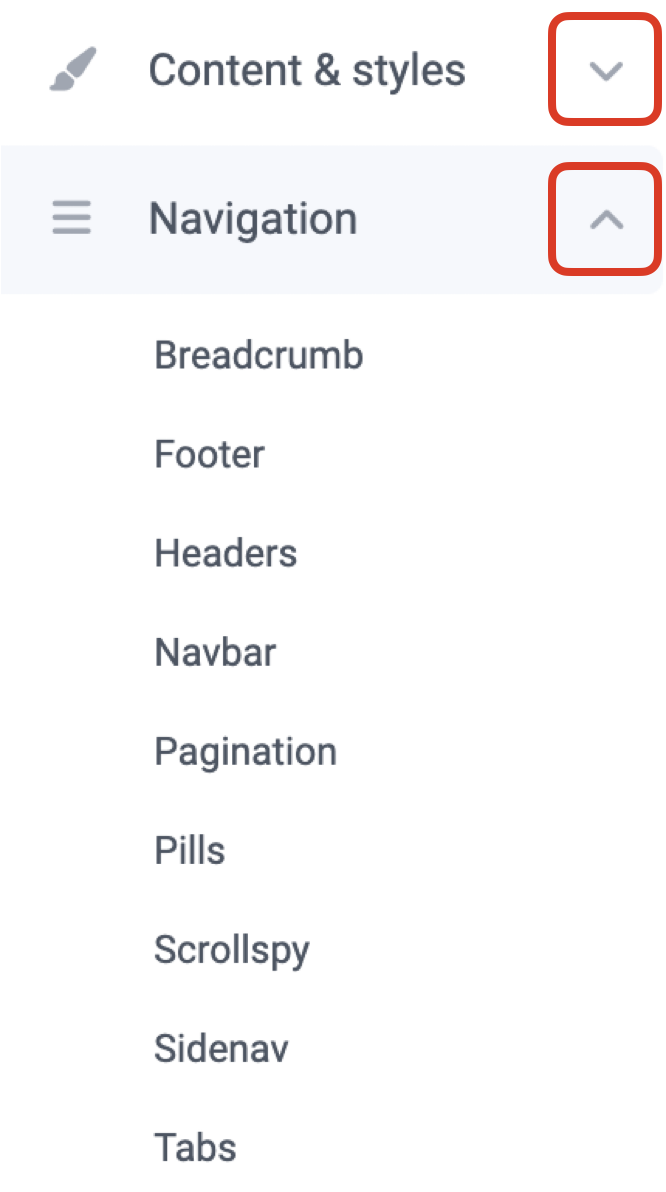 Content & styles
Navigation
Breadcrumb
Footer
Headers
Navbar
Pagination
Pills
Scrollspy
Sidenav
Tabs